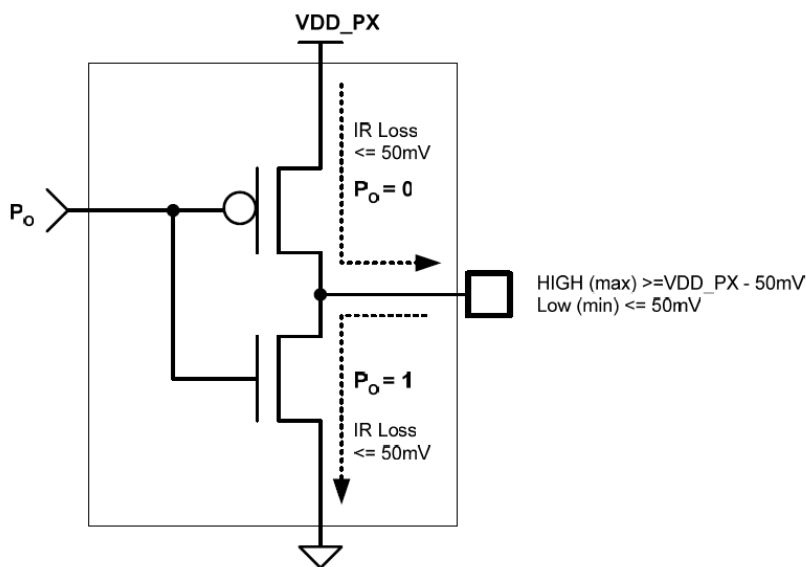 VDD_PX
IR Loss
<= 50mV
Po = 0
Po
HIGH (max) >=VDD_PX - 50mV
Low (min) <= 50mV
Po = 1
IR Loss
<= 50mV